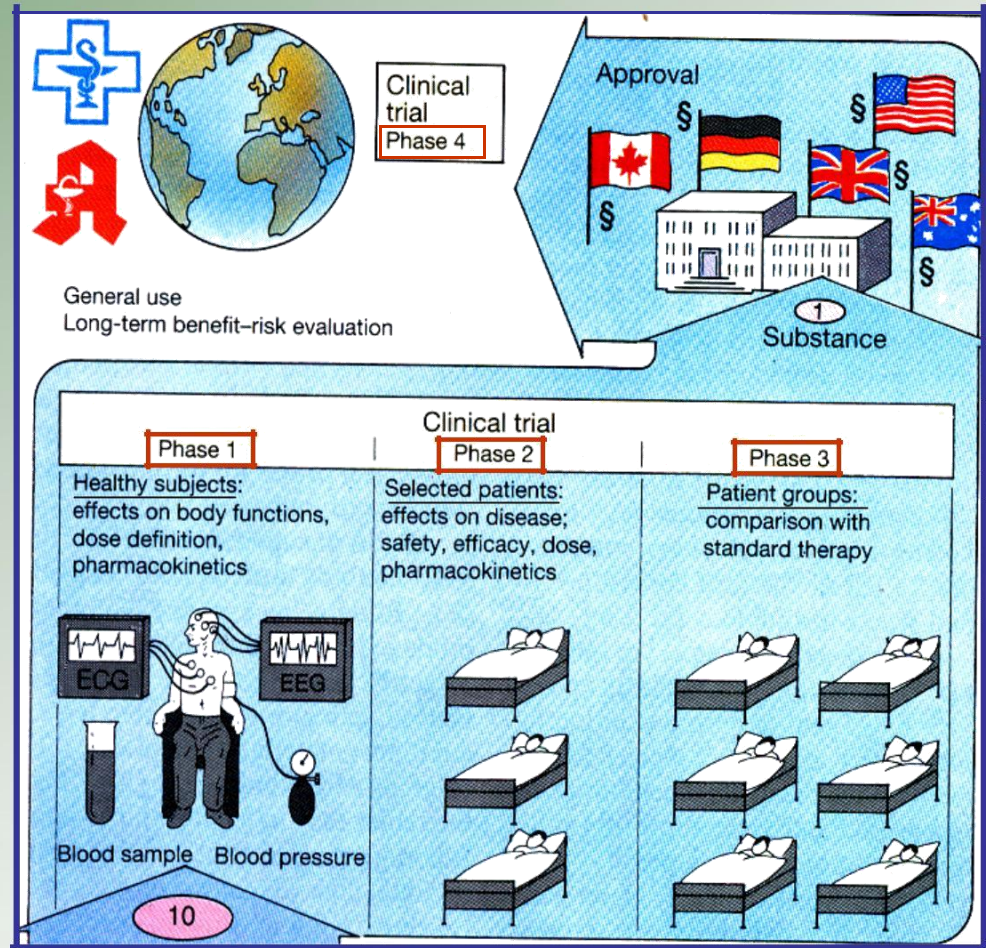 Clinical
trial
Phase 4
Approval
§
§
§
§
§
General use
Long-term benefit–risk evaluation
1
Substance
Clinical trial
Phase 1
Phase 2
Phase 3
Healthy subjects:
effects on body functions,
dose definition,
pharmacokinetics
Selected patients:
effects on disease;
safety, efficacy, dose,
pharmacokinetics
Patient groups:
comparison with
standard therapy
ECG
EEG
Blood sample
Blood pressure
10